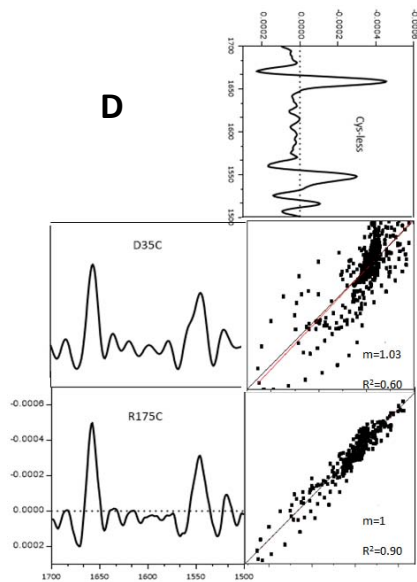 0.0002 0.0000 -0.0002 -0.0004 -0.0006
1700
1650
1600
1550
1500
Cys-less
D
D35C
m=1.03
R²=0.60
-0.0006
-0.0004
-0.0002
0.0000
0.0002
R175C
m=1
R²=0.90
1700 1650 1600 1550 1500